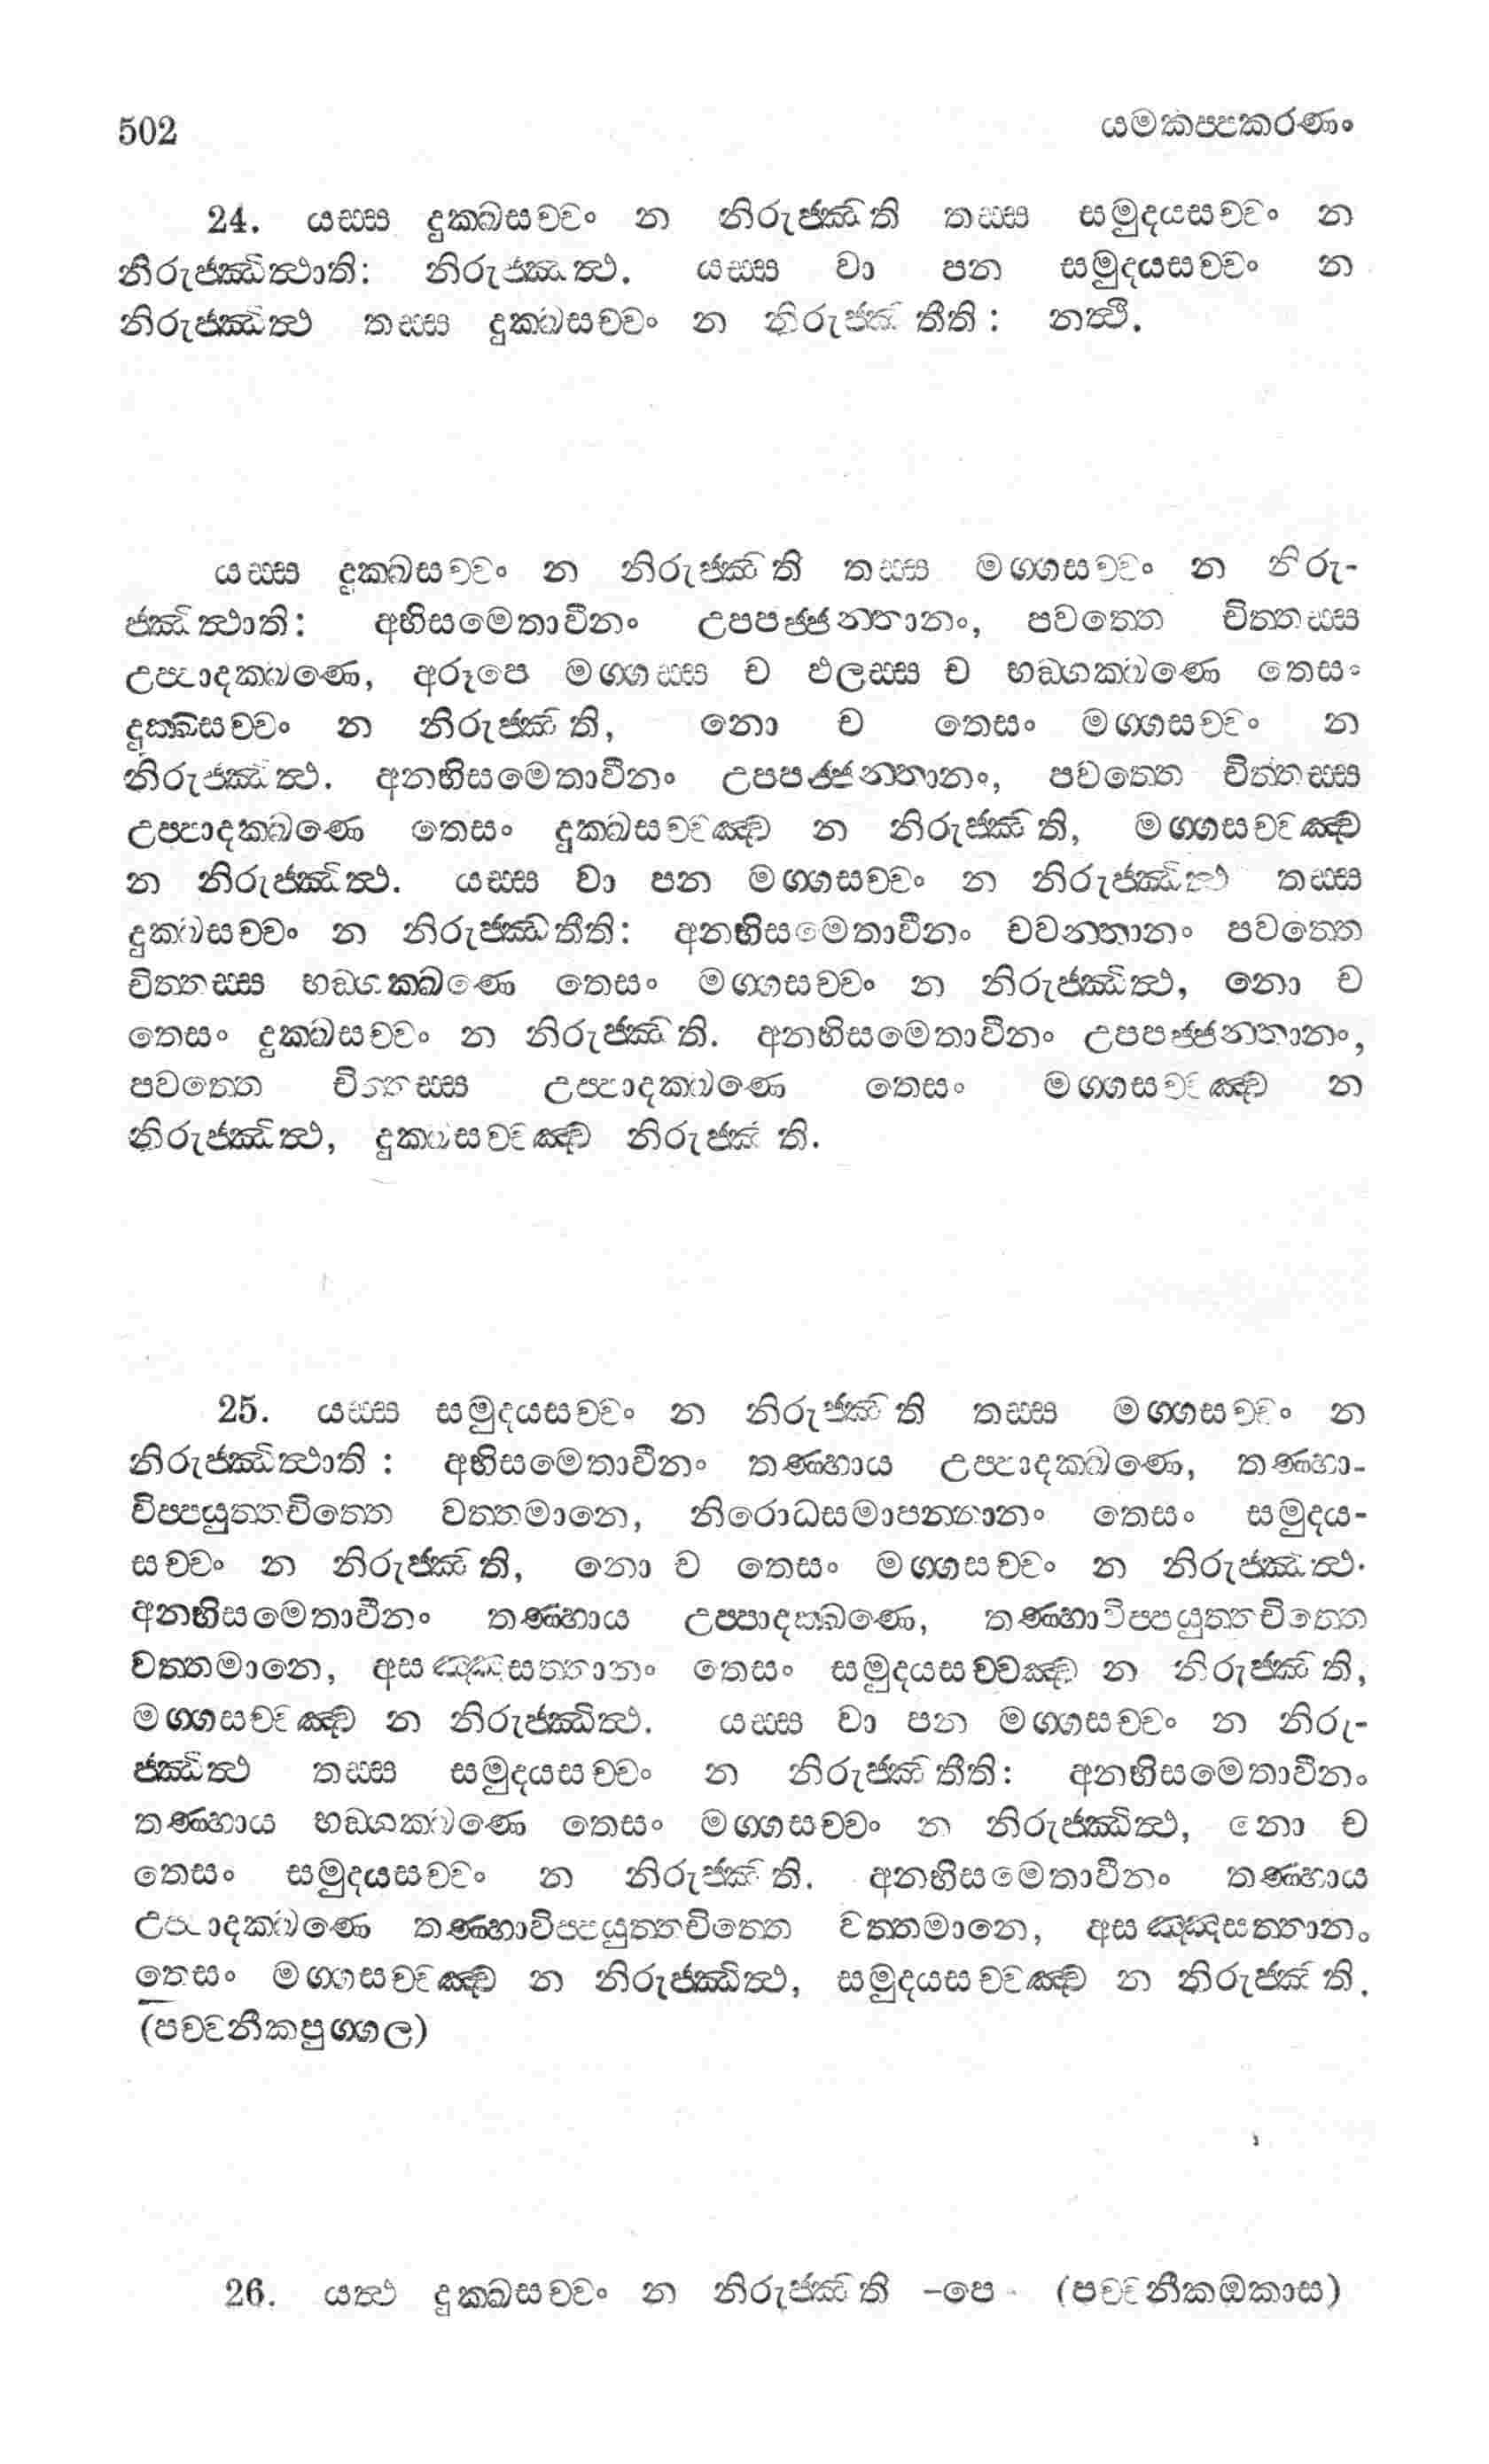 502 යමකප්පකරණං
24. යස්ස දුක්ඛසච්චං න නිරුජ්ඣති තස්ස සමුදයසච්චං න
නිරුජ්ඣිත්ථාති: නිරුජ්ඣිත්ථ. යස්ස වා පන සමුදයසච්චං න
නිරුජ්ඣිත්ථ තස්ස දුක්ඛසච්චං න නිරුජ්ඣතීති: නත්ථි.
යස්ස දුක්ඛසච්චං න නිරුජ්ඣති තස්ස මග්ගසච්චං න නිරු-
ජ්ඣිත්ථාති: අභිසමෙතාවීනං උපපජ්ජන්තානං, පවත්තෙ චිත්තස්ස
උප්පාදක්ඛණෙ, අරූපෙ මග්ගස්ස ච ඵලස්ස ච භඞ්ගක්ඛණෙ තෙසං
දුක්ඛසච්චං න නිරුජ්ඣති, නො ච තෙසං මග්ගසච්චං න
නිරුජ්ඣිත්ථ. අනභිසමෙතාවීනං උපපජ්ජන්තානං, පවත්තෙ චිත්තස්ස
උප්පාදක්ඛණෙ තෙසං දුක්ඛසච්චඤ්ච න නිරුජ්ඣති, මග්ගසච්චඤ්ච
න නිරුජ්ඣිත්ථ. යස්ස වා පන මග්ගසච්චං න නිරුජ්ඣිත්ථ තස්ස
දුක්ඛසච්චං න නිරුජ්ඣතීති: අනභිසමෙතාවීනං චවන්තානං පවත්තෙ
චිත්තස්ස භඞ්ගක්ඛණෙ තෙසං මග්ගසච්චං න නිරුජ්ඣිත්ථ, නො ච
තෙසං දුක්ඛසච්චං න නිරුජ්ඣති. අනභිසමෙතාවීනං උපපජ්ජන්තානං,
පවත්තෙ චිත්තස්ස උප්පාදක්ඛණෙ තෙසං මග්ගසච්චඤ්ච න
නිරුජ්ඣිත්ථ, දුක්ඛසච්චඤ්ච නිරුජ්ඣති.
25. යස්ස සමුදයසච්චං න නිරුජ්ඣති තස්ස මග්ගසච්චං න
නිරුජ්ඣිත්ථාති : අභිසමෙතාවීනං තණ්හාය උප්පාදක්ඛණෙ, තණ්හා-
විප්පයුත්තචිත්තෙ වත්තමානෙ, නිරොධසමාපන්නානං තෙසං සමුදය-
සච්චං න නිරුජ්ඣති, නො ච තෙසං මග්ගසච්චං න නිරුජ්ඣිත්ථ.
අනභිසමෙතාවීනං තණ්හාය උප්පාදක්ඛණෙ, තණ්හාවිප්පයුත්තචිත්තෙ
වත්තමානෙ, අසඤ්ඤසත්තානං තෙසං සමුදයසච්චඤ්ච න නිරුජ්ඣති,
මග්ගසච්චඤ්ච න නිරුජ්ඣිත්ථ. යස්ස වා පන මග්ගසච්චං න නිරු-
ජ්ඣිත්ථ තස්ස සමුදයසච්චං න නිරුජ්ඣතීති: අනභිසමෙතාවීනං
තණ්හාය භඞ්ගක්ඛණෙ තෙසං මග්ගසච්චං න නිරුජ්ඣිත්ථ, නො ච
තෙසං සමුදයසච්චං න නිරුජ්ඣති. අනභිසමෙතාවීනං තණ්හාය
උප්පාදක්ඛණෙ තණ්හාවිප්පයුත්තචිත්තෙ වත්තමානෙ, අසඤ්ඤසත්තානං
තෙසං මග්ගසච්චඤ්ච න නිරුජ්ඣිත්ථ, සමුදයසච්චඤ්ච න නිරුජ්ඣති.
(පච්චනීකපුග්ගල)
26. යත්ථ දුක්ඛසච්චං න නිරුජ්ඣති -පෙ- (පච්චනීකඔකාස)